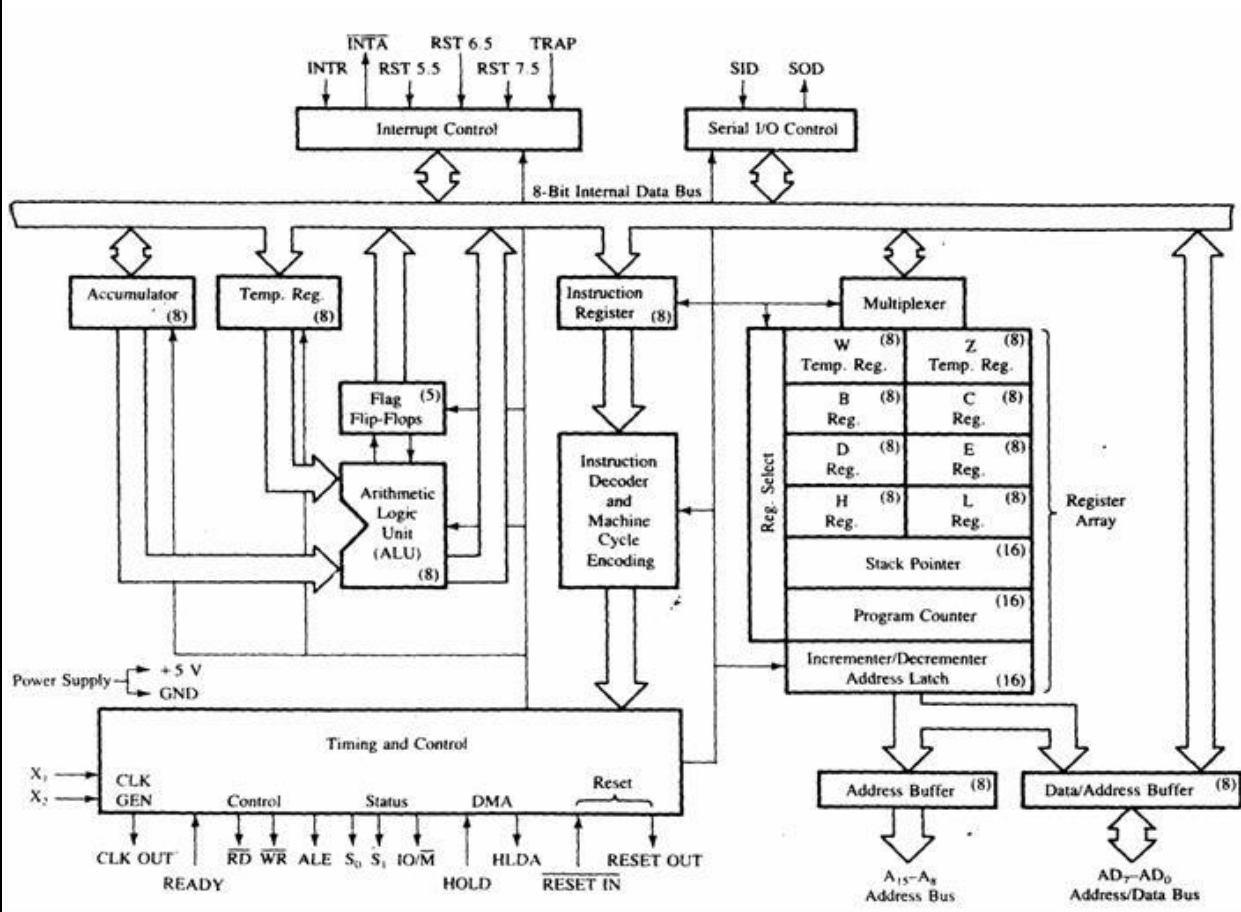 INTA
RST 6.5
TRAP
INTR
RST 5.5
RST 7.5
SID
SOD
Interrupt Control
Serial I/O Control
8-Bit Internal Data Bus
Accumulator
(8)
Temp. Reg.
(8)
Instruction
Register
(8)
Multiplexer
Flag
(5)
Flip-Flops
Arithmetic
Logic
Unit
(ALU)
(8)
Instruction
Decoder
and
Machine
Cycle
Encoding
Reg. Select
W
(8)
Temp. Reg.
Z
(8)
Temp. Reg.
B
(8)
Reg.
C
(8)
Reg.
D
(8)
Reg.
E
(8)
Reg.
H
(8)
Reg.
L
(8)
Reg.
(16)
Stack Pointer
(16)
Program Counter
Incrementer/Decrementer
Address Latch
(16)
Register
Array
Power Supply
+5 V
GND
Timing and Control
X₁
X₂
CLK
GEN
Control
Status
DMA
Reset
CLK OUT
READY
RD
WR
ALE
S₀
S₁
IO/M
HOLD
HLDA
RESET IN
RESET OUT
Address Buffer
(8)
Data/Address Buffer
(8)
A₁₅–A₈
Address Bus
AD₇–AD₀
Address/Data Bus